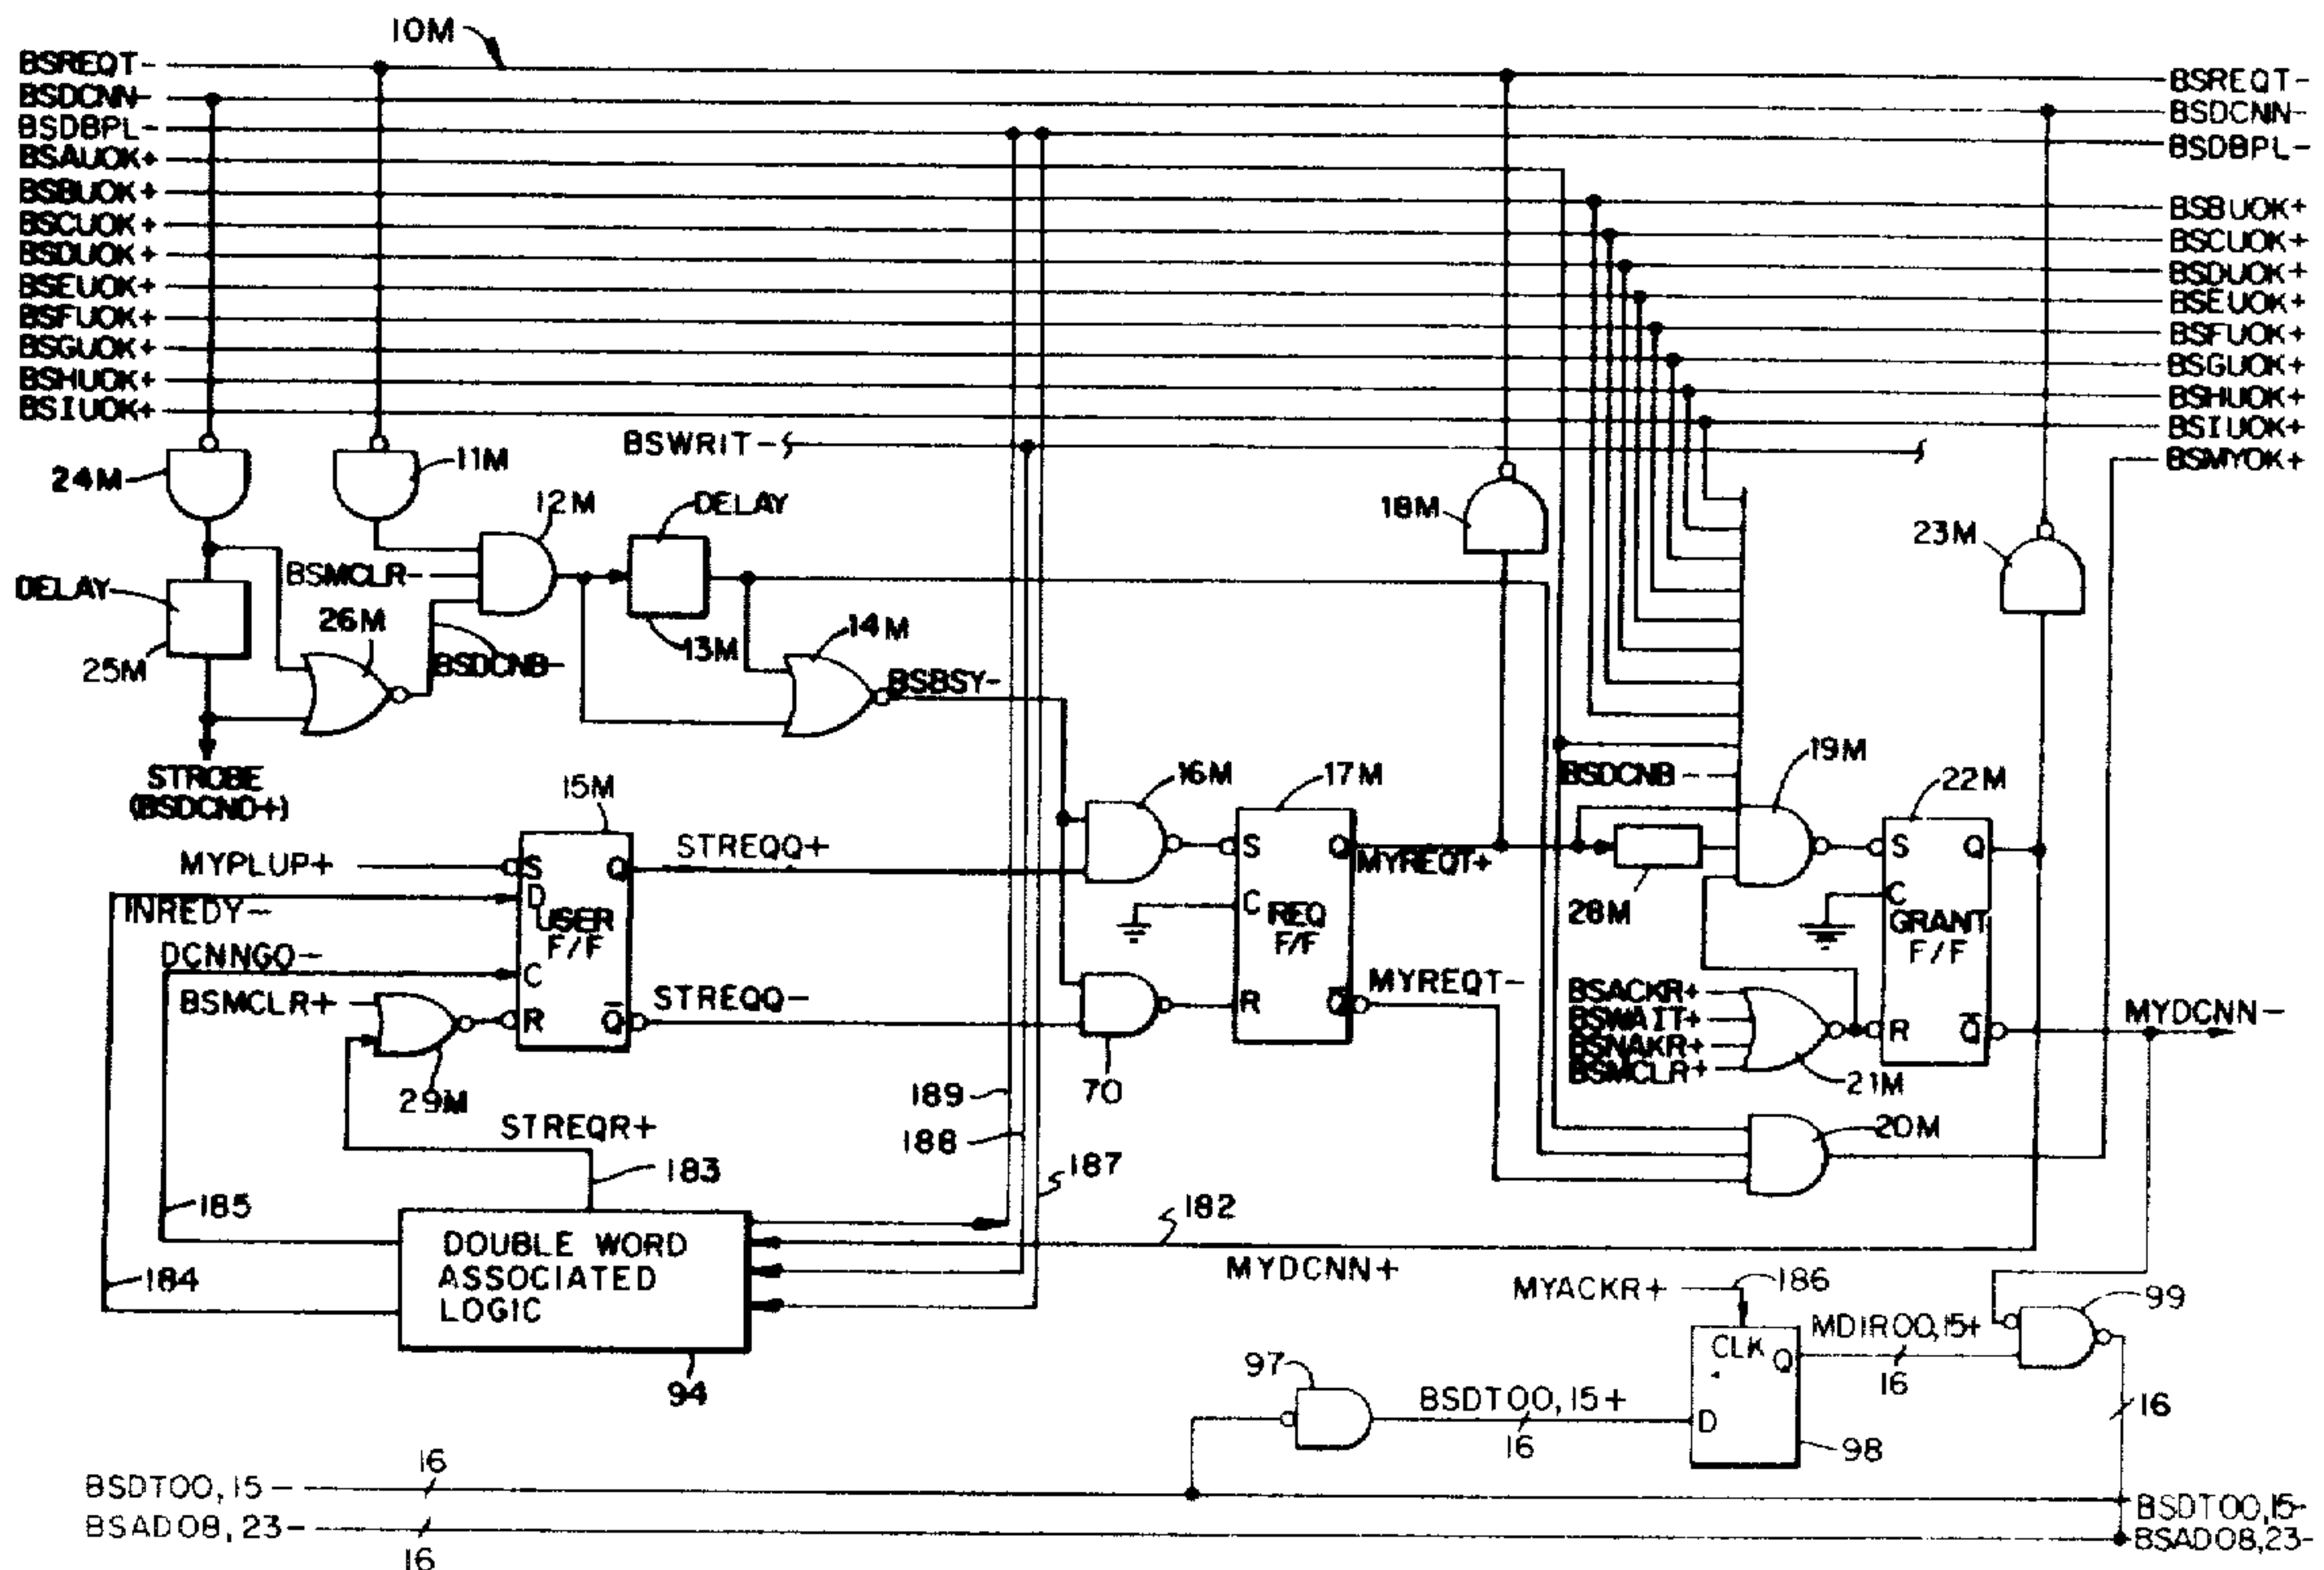 10M
BSREQT-
BSREQT-
BSDCNN-
BSDCNN-
BSDBPL-
BSDBPL-
BSAUOK+
BSBUOK+
BSBUOK+
BSCUOK+
BSCUOK+
BSDUOK+
BSDUOK+
BSEUOK+
BSEUOK+
BSFUOK+
BSFUOK+
BSGUOK+
BSGUOK+
BSHUOK+
BSHUOK+
BSIUOK+
BSIUOK+
BSWRIT-
BSMYOK+
24M
11M
12M
DELAY
18M
23M
BSMCLR-
DELAY
26M
13M
14M
25M
BSDCNB-
BSBSY-
STROBE
(BSDCND+)
15M
16M
17M
BSDCNB-
19M
22M
MYPLUP+
S
Q
STREQQ+
S
Q
MYREQT+
S
Q
INREDY-
D
USER
F/F
C
REQ
F/F
28M
C
GRANT
F/F
DCNNGO-
C
BSMCLR+
R
Q̅
STREQQ-
R
Q̅
MYREQT-
BSACKR+
BSWAIT+
BSNAKR+
BSMCLR+
R
Q̅
MYDCNN-
29M
70
21M
189
STREQR+
188
20M
183
187
185
182
DOUBLE WORD
ASSOCIATED
LOGIC
184
MYDCNN+
MYACKR+
186
99
94
97
CLK
Q
MDIR00,15+
16
BSDT00,15+
16
D
98
16
16
BSDT00,15-
BSDT00,15-
BSAD08,23-
BSAD08,23-
16